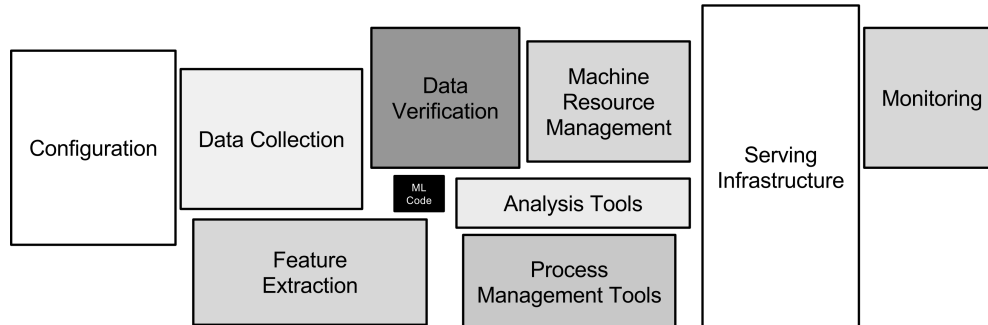 Configuration
Data Collection
Data
Verification
Machine
Resource
Management
Monitoring
Serving
Infrastructure
ML
Code
Analysis Tools
Feature
Extraction
Process
Management Tools